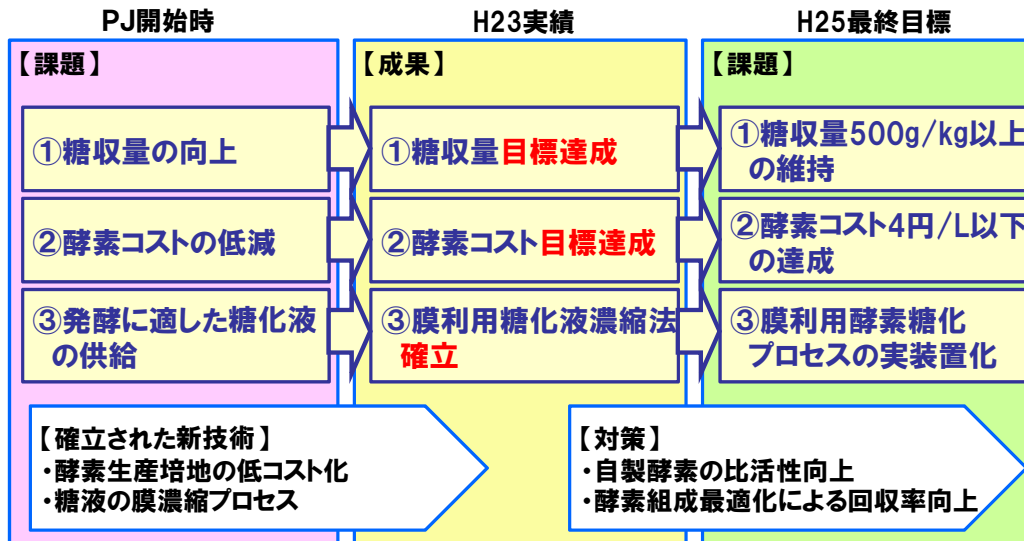 PJ開始時
【課題】
①糖収量の向上
②酵素コストの低減
③発酵に適した糖化液
の供給
H23実績
【成果】
①糖収量目標達成
②酵素コスト目標達成
③膜利用糖化液濃縮法
確立
H25最終目標
【課題】
①糖収量500g/kg以上
の維持
②酵素コスト4円/L以下
の達成
③膜利用酵素糖化
プロセスの実装置化
【確立された新技術】
・酵素生産培地の低コスト化
・糖液の膜濃縮プロセス
【対策】
・自製酵素の比活性向上
・酵素組成最適化による回収率向上